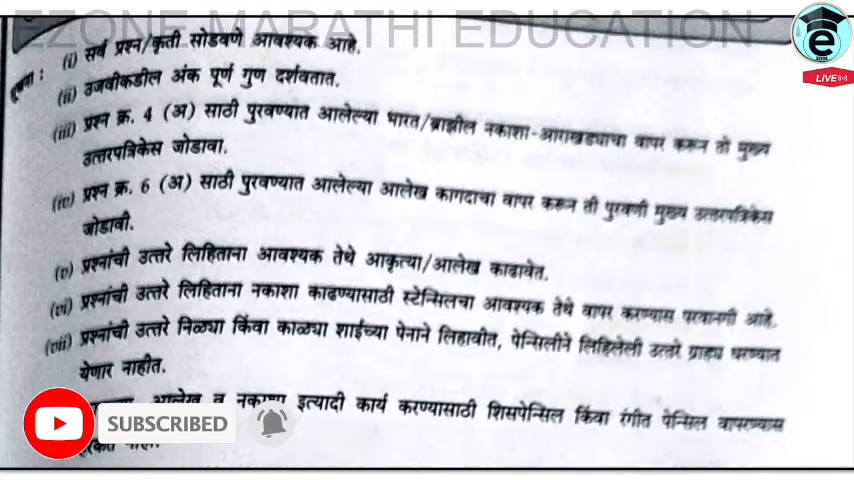 EZONE MARATHI EDUCATION
e
EZONE
LIVE
सूचना : (i) सर्व प्रश्न/कृती सोडवणे आवश्यक आहे.
(ii) उजवीकडील अंक पूर्ण गुण दर्शवतात.
(iii) प्रश्न क्र. 4 (अ) साठी पुरवण्यात आलेल्या भारत/ब्राझील नकाशा-आराखड्याचा वापर करून तो मुख्य
उत्तरपत्रिकेस जोडावा.
(iv) प्रश्न क्र. 6 (अ) साठी पुरवण्यात आलेल्या आलेख कागदाचा वापर करून ती पुरवणी मुख्य उत्तरपत्रिकेस
जोडावी.
(v) प्रश्नांची उत्तरे लिहिताना आवश्यक तेथे आकृत्या/आलेख काढावेत.
(vi) प्रश्नांची उत्तरे लिहिताना नकाशा काढण्यासाठी स्टेन्सिलचा आवश्यक तेथे वापर करण्यास परवानगी आहे.
(vii) प्रश्नांची उत्तरे निळ्या किंवा काळ्या शाईच्या पेनाने लिहावीत, पेन्सिलीने लिहिलेली उत्तरे ग्राह्य धरण्यात
येणार नाहीत.
आलेख व नकाशा इत्यादी कार्य करण्यासाठी शिसपेन्सिल किंवा रंगीत पेन्सिल वापरण्यास
SUBSCRIBED